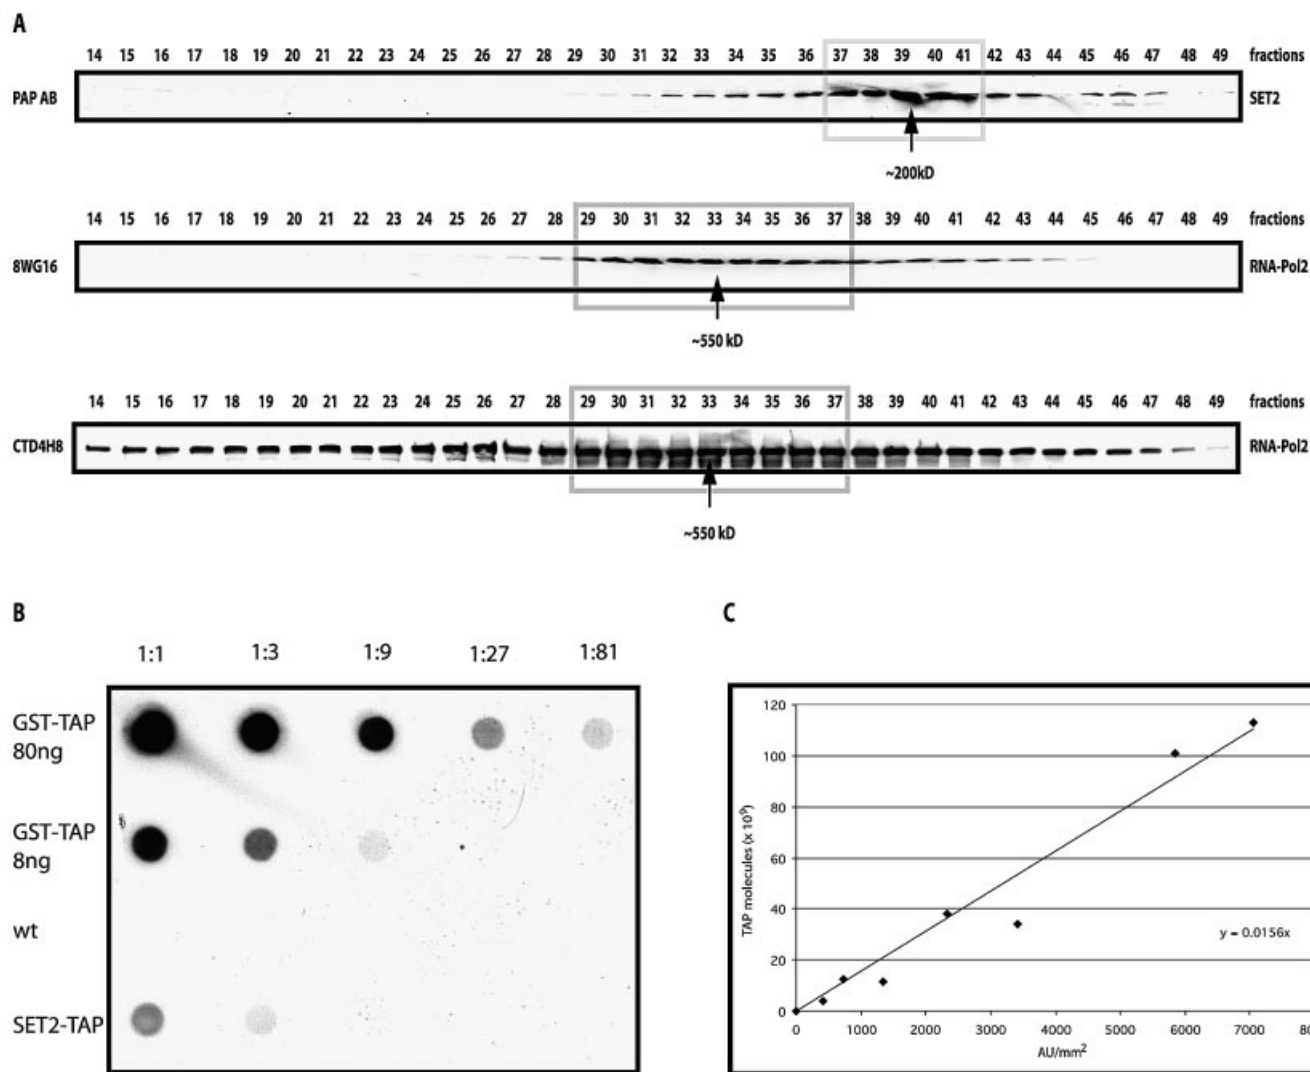 A
14 15 16 17 18 19 20 21 22 23 24 25 26 27 28 29 30 31 32 33 34 35 36 37 38 39 40 41 42 43 44 45 46 47 48 49 fractions
PAP AB SET2
~200kD
14 15 16 17 18 19 20 21 22 23 24 25 26 27 28 29 30 31 32 33 34 35 36 37 38 39 40 41 42 43 44 45 46 47 48 49 fractions
8WG16 RNA-Pol2
~550 kD
14 15 16 17 18 19 20 21 22 23 24 25 26 27 28 29 30 31 32 33 34 35 36 37 38 39 40 41 42 43 44 45 46 47 48 49 fractions
CTD4H8 RNA-Pol2
~550 kD
B
1:1 1:3 1:9 1:27 1:81
GST-TAP
80ng
GST-TAP
8ng
wt
SET2-TAP
C
120
100
80
60
40
20
0
TAP molecules (x 10⁹)
y = 0.0156x
0 1000 2000 3000 4000 5000 6000 7000 80
AU/mm²